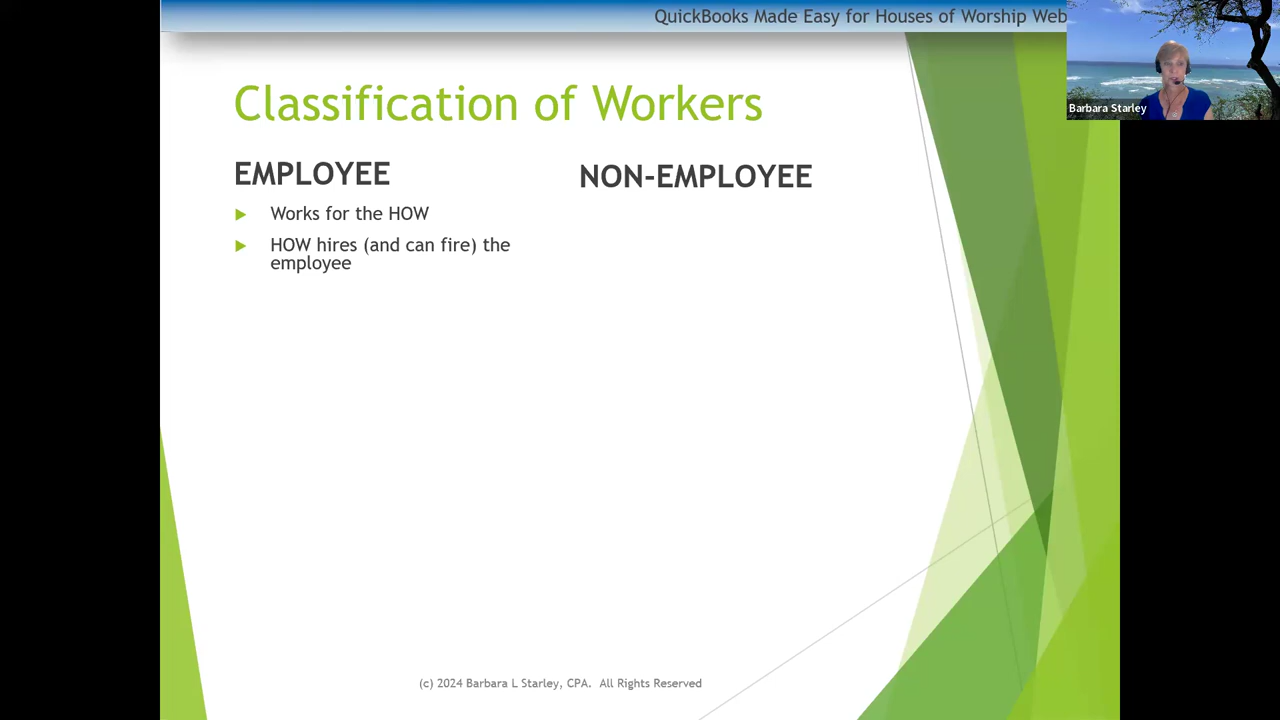 QuickBooks Made Easy for Houses of Worship Web
Barbara Starley
Classification of Workers
EMPLOYEE
Works for the HOW
HOW hires (and can fire) the
employee
NON-EMPLOYEE
(c) 2024 Barbara L Starley, CPA. All Rights Reserved